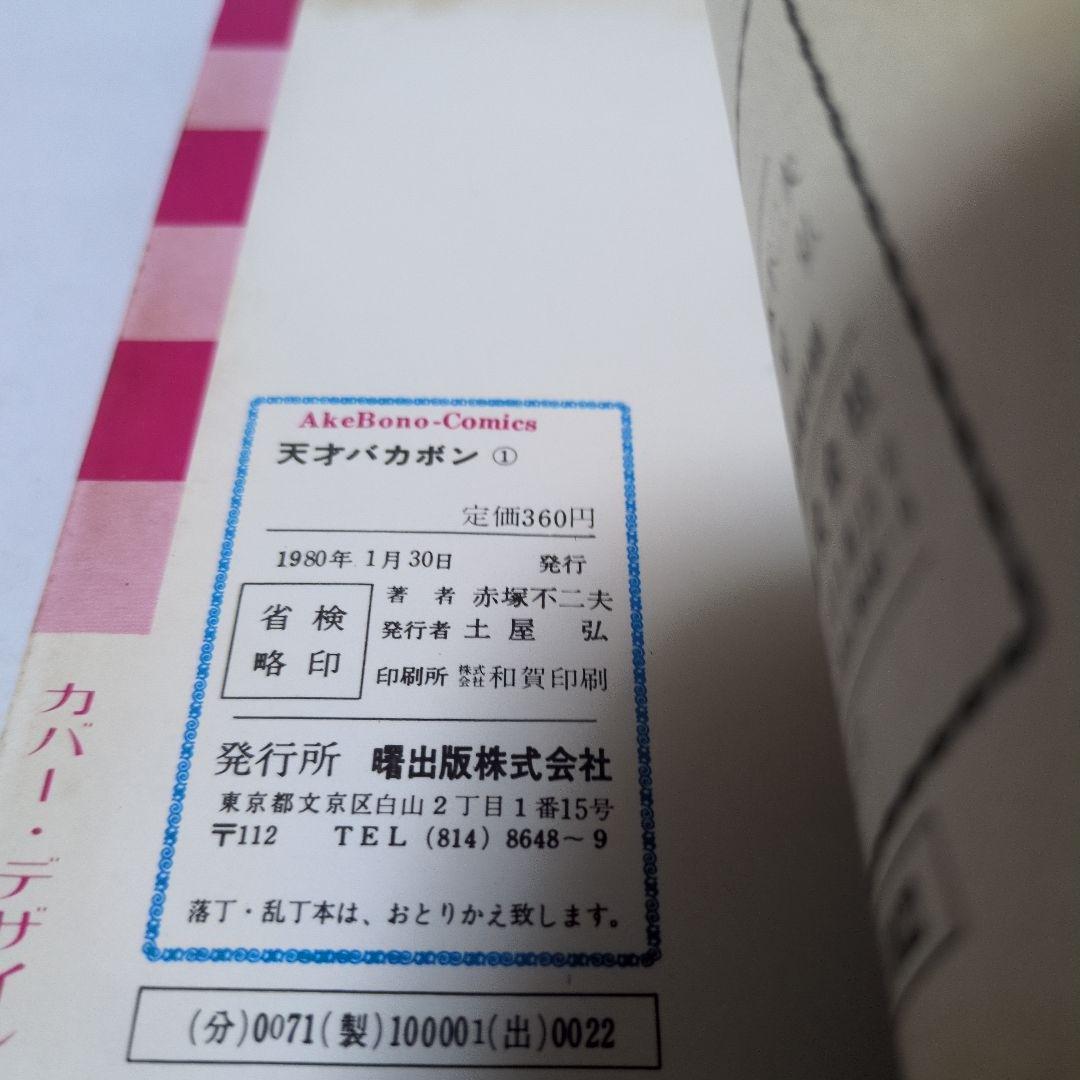 AkeBono-Comics
天才バカボン ①
定価360円
1980年 1月 30日 発行
検印
省略
著者 赤塚不二夫
発行者 土屋 弘
印刷所 株式会社 和賀印刷
発行所 曙出版株式会社
東京都文京区白山2丁目1番15号
〒112 TEL (814) 8648～9
落丁・乱丁本は、おとりかえ致します。
(分)0071(製)100001(出)0022
カバー・デザイン